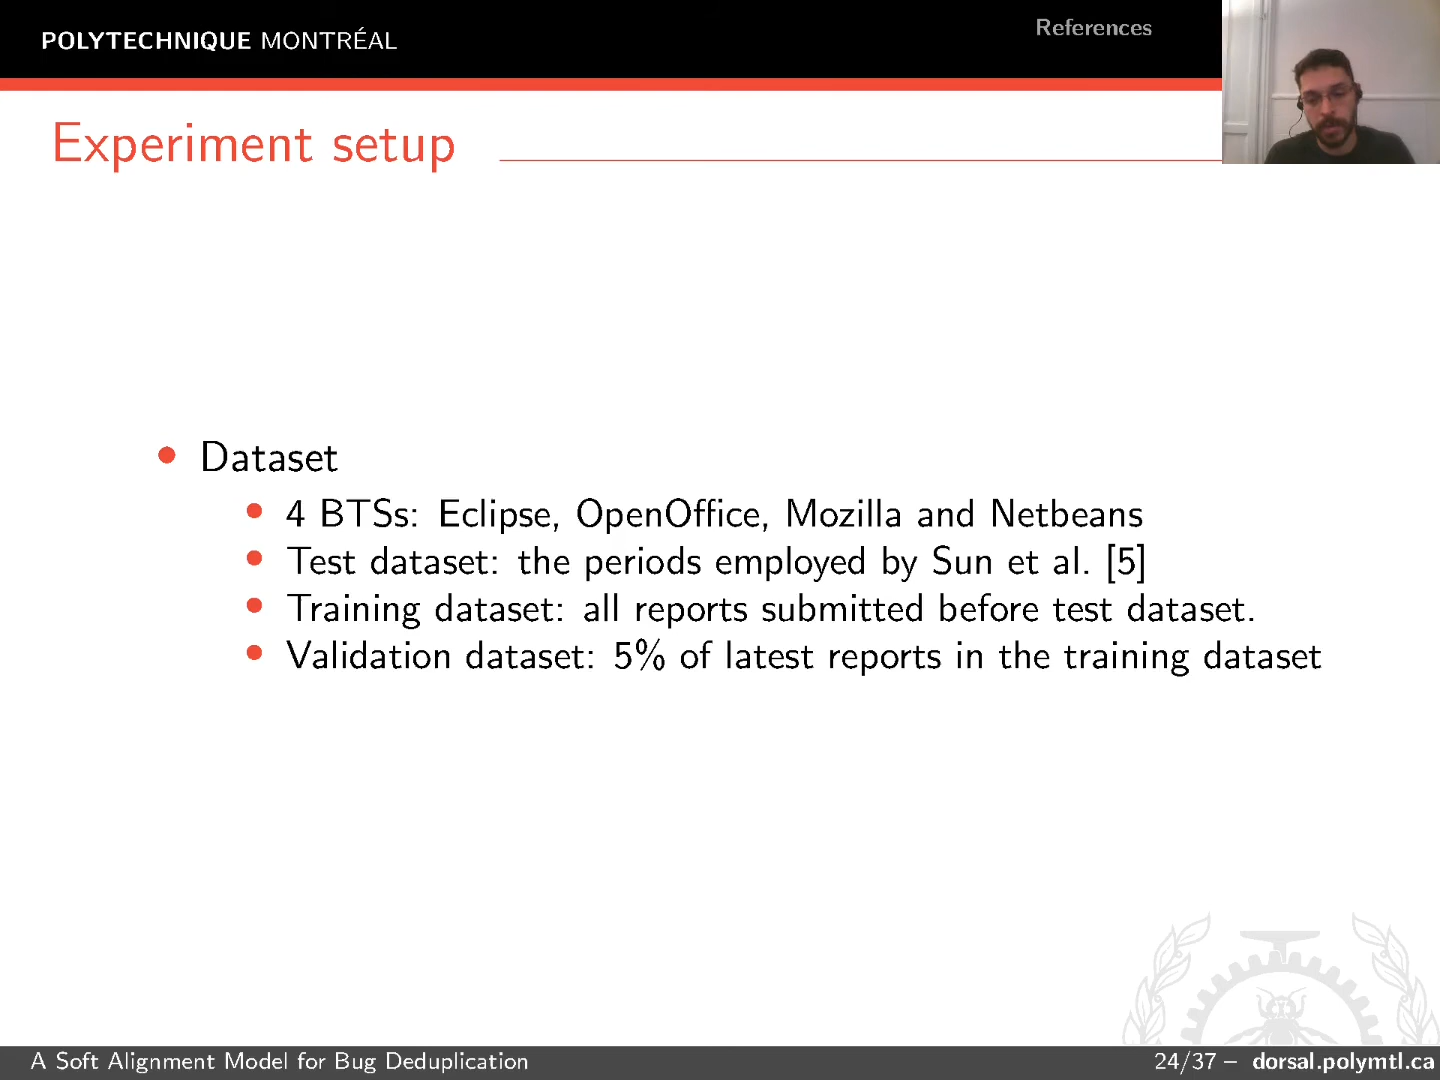 POLYTECHNIQUE MONTRÉAL
References
Experiment setup
• Dataset
• 4 BTSs: Eclipse, OpenOffice, Mozilla and Netbeans
• Test dataset: the periods employed by Sun et al. [5]
• Training dataset: all reports submitted before test dataset.
• Validation dataset: 5% of latest reports in the training dataset
A Soft Alignment Model for Bug Deduplication
24/37 – dorsal.polymtl.ca